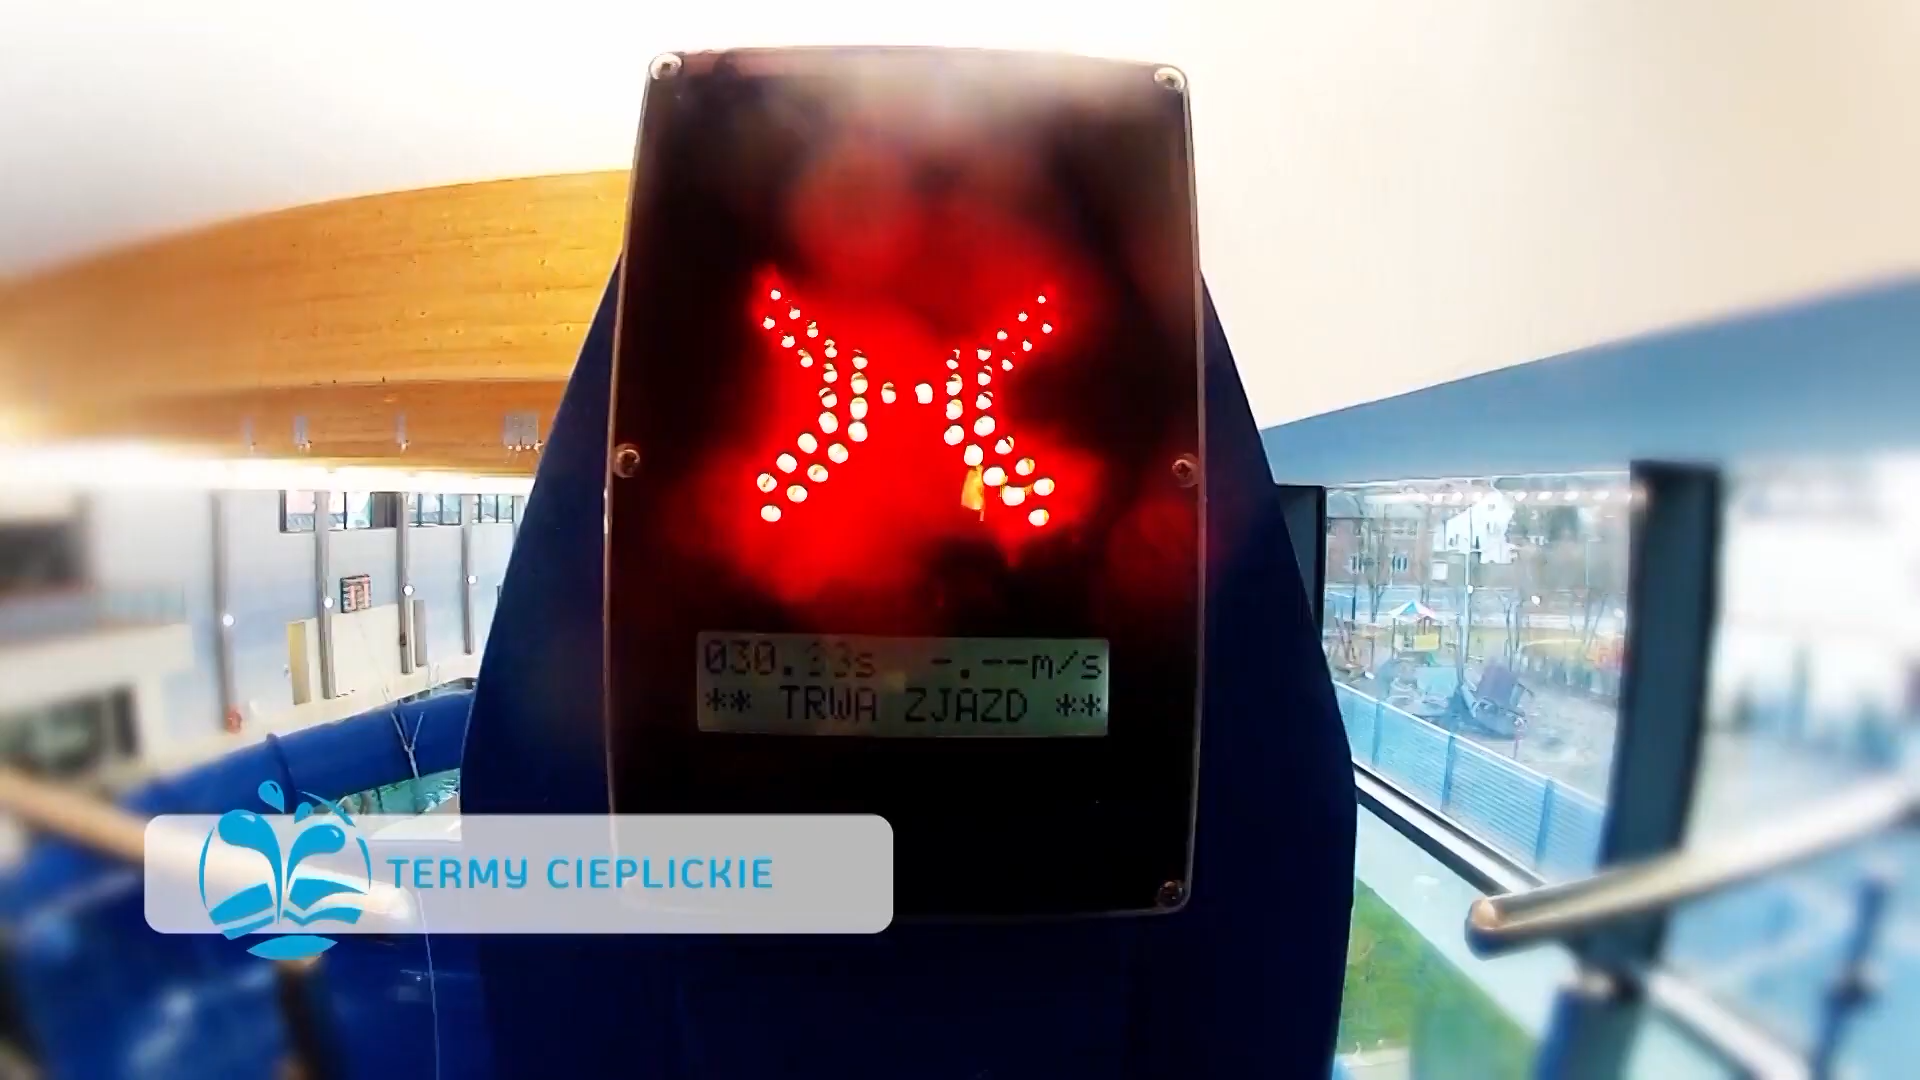 030.33s -.--m/s
** TRWA ZJAZD **
TERMY CIEPLICKIE